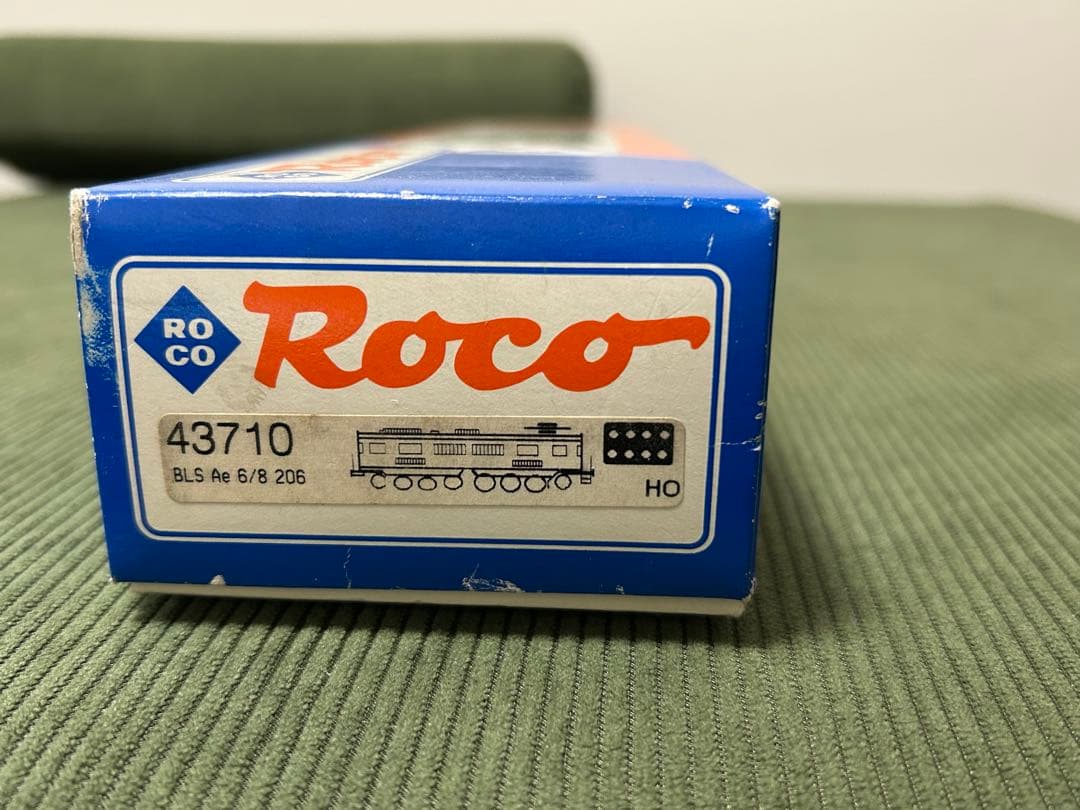 RO
CO
Roco
43710
BLS Ae 6/8 206
HO